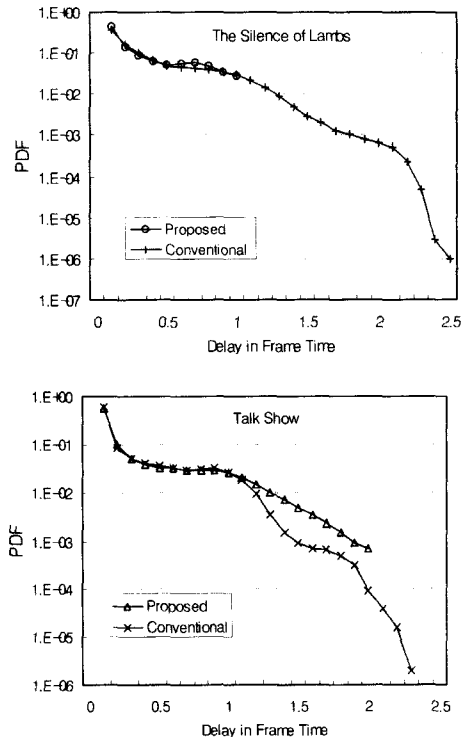 The Silence of Lambs
1.E+00
1.E-01
1.E-02
1.E-03
1.E-04
1.E-05
1.E-06
1.E-07
PDF
Proposed
Conventional
0 0.5 1 1.5 2 2.5
Delay in Frame Time
Talk Show
1.E+00
1.E-01
1.E-02
1.E-03
1.E-04
1.E-05
1.E-06
PDF
Proposed
Conventional
0 0.5 1 1.5 2 2.5
Delay in Frame Time